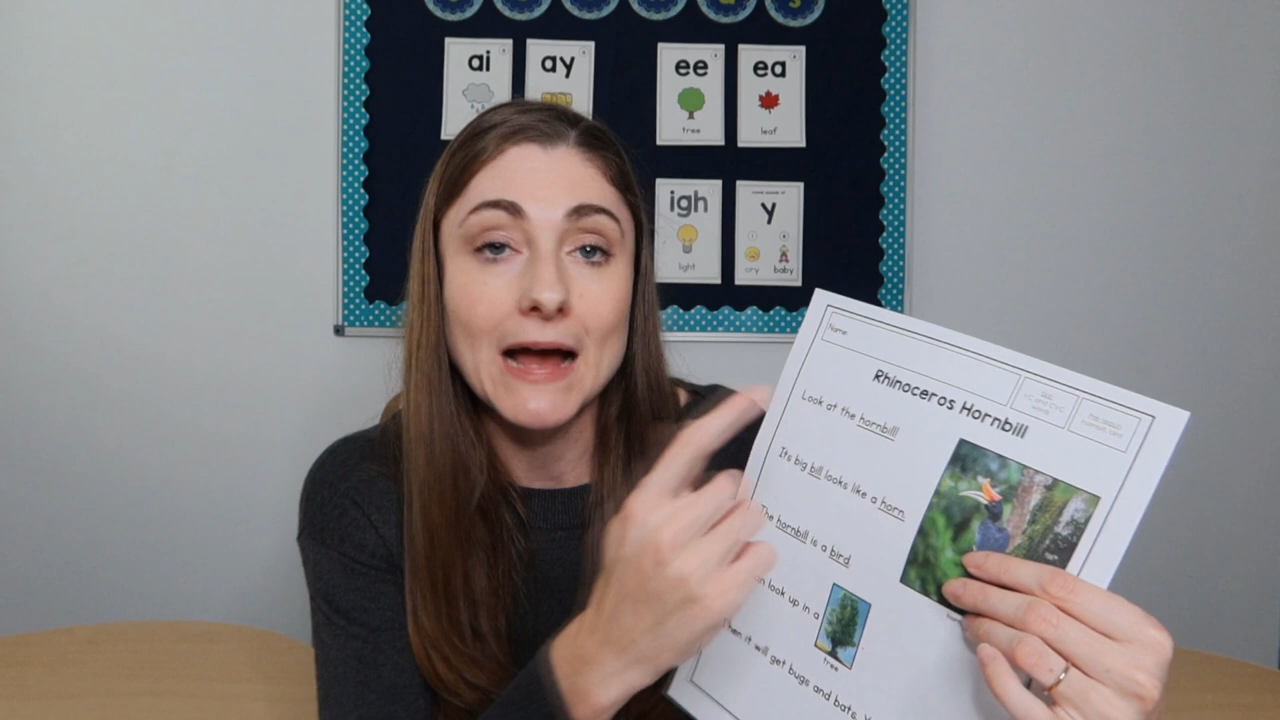 ai
ay
ee
ea
tree
leaf
igh
y
light
cry
baby
Name:
Rhinoceros Hornbill
Look at the hornbill!
Its big bill looks like a horn.
The hornbill is a bird.
look up in a
tree
it will get bugs and bats.